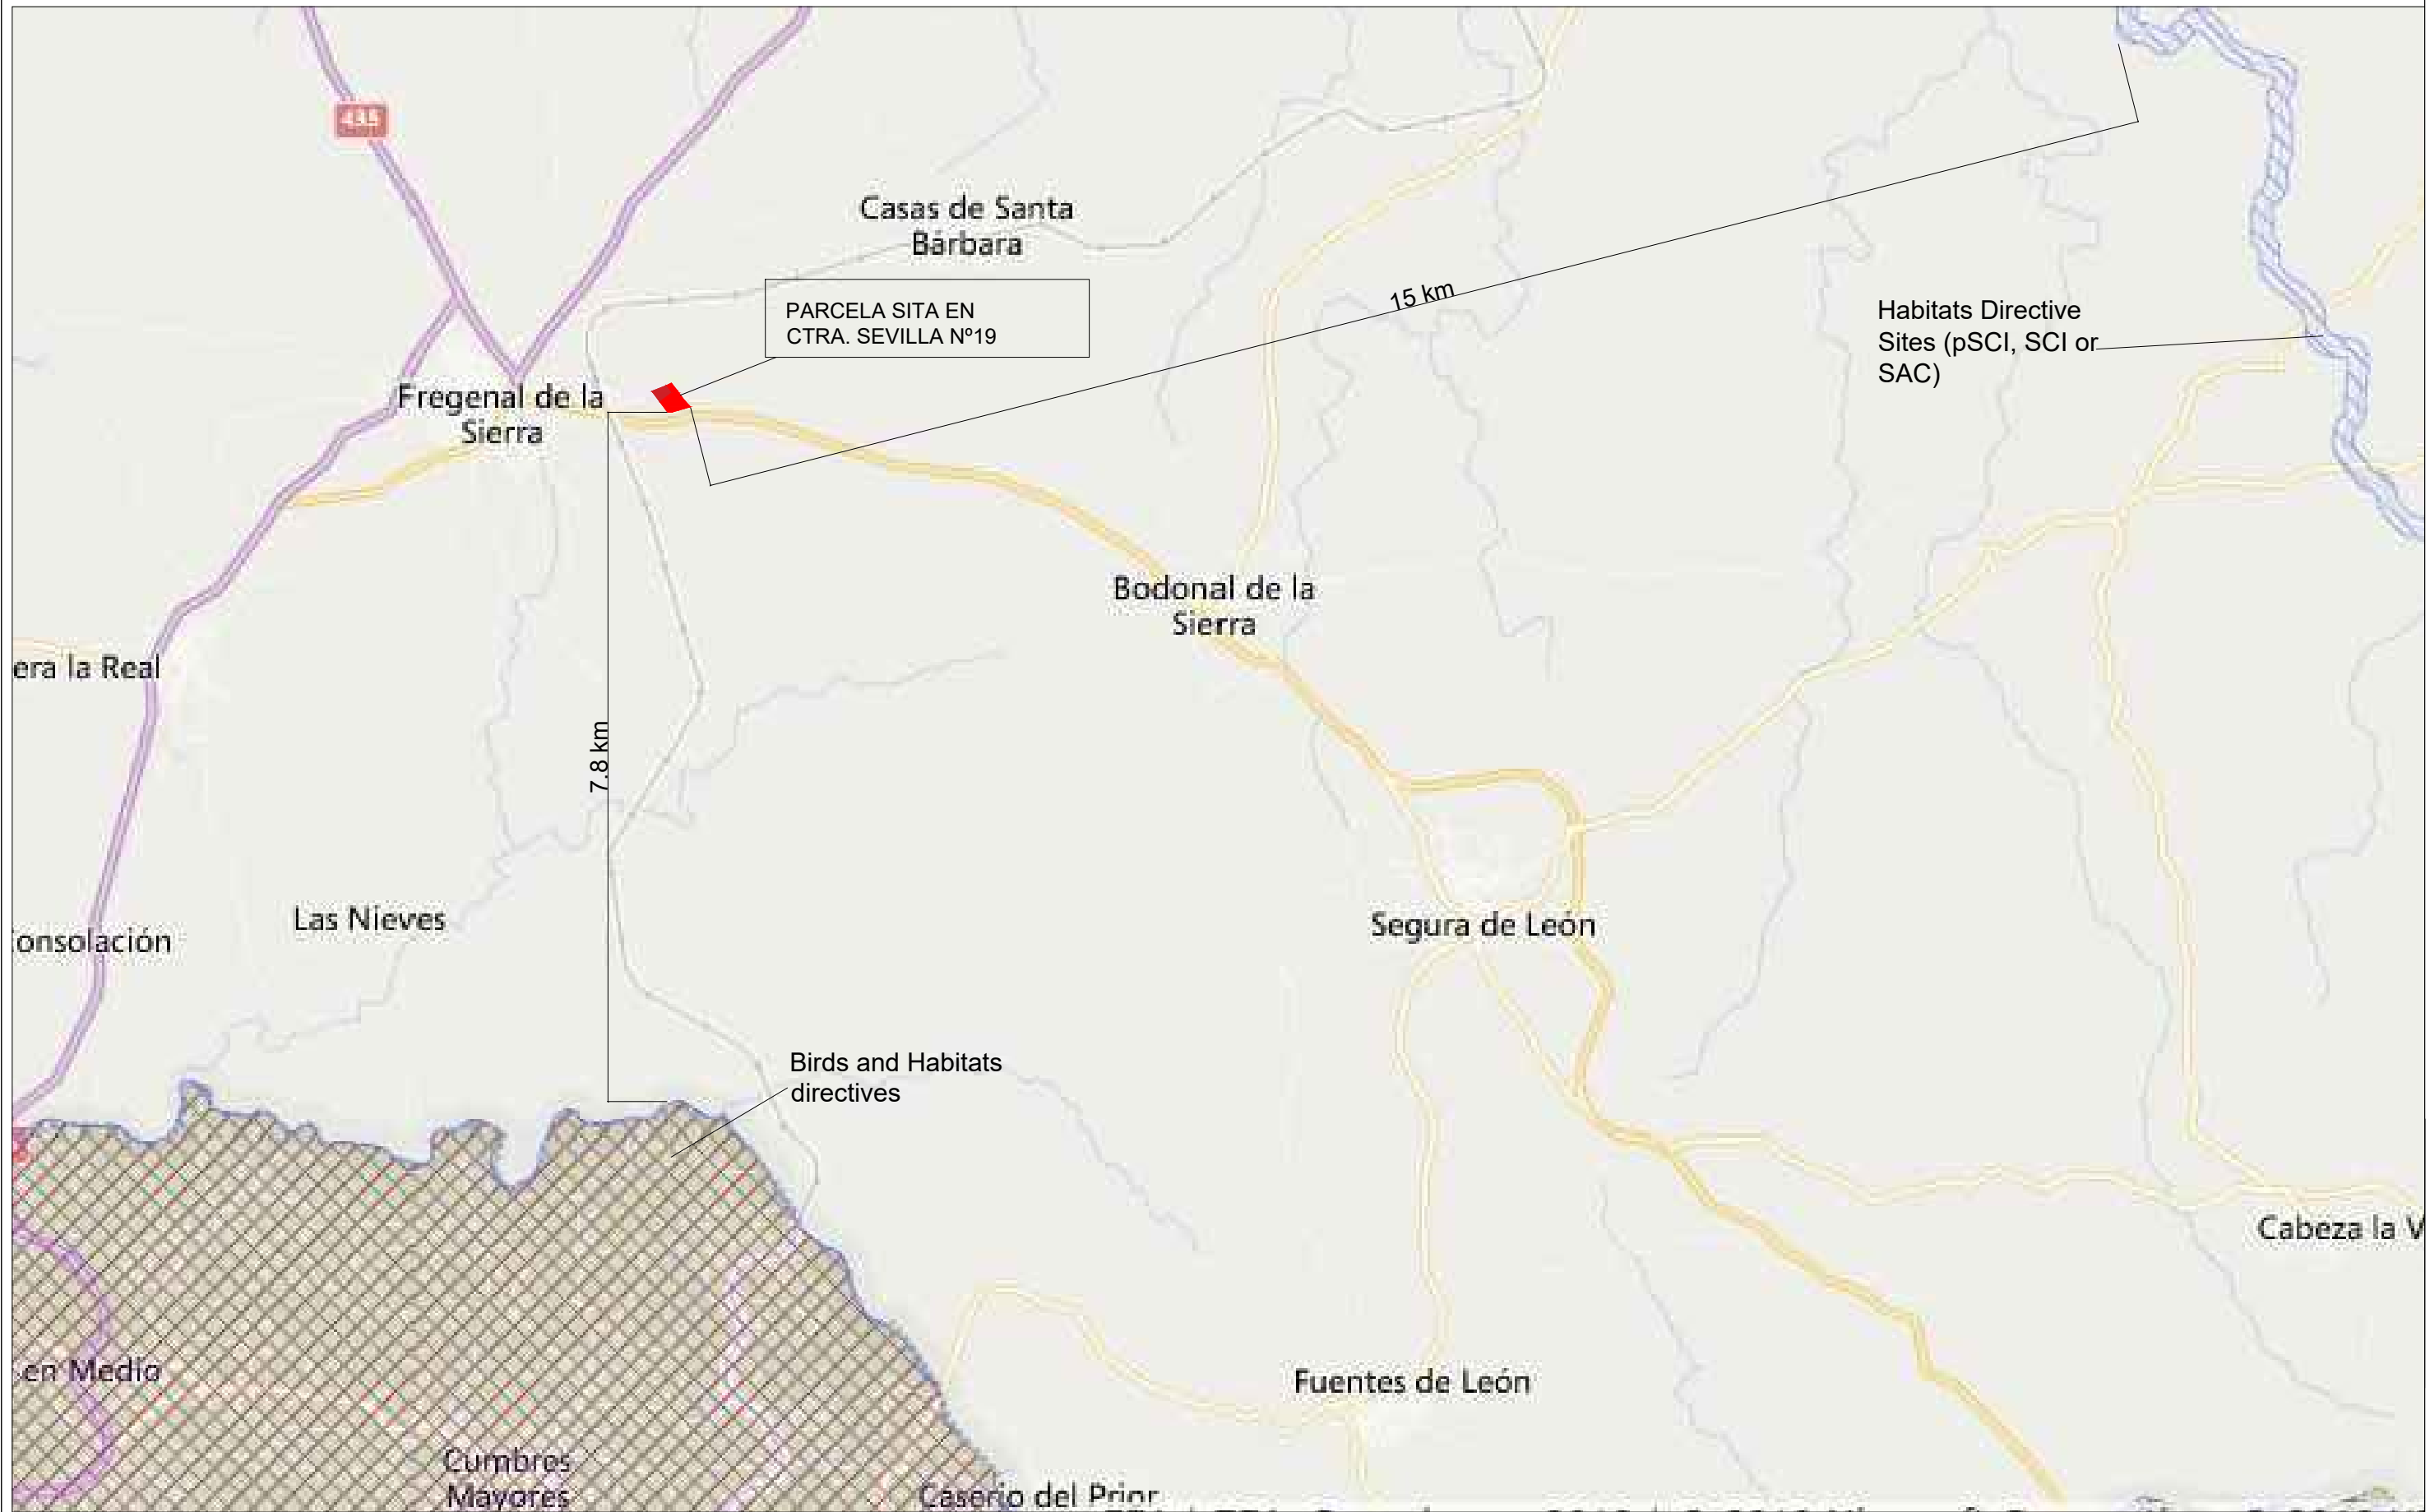 435
Casas de Santa
Bárbara
PARCELA SITA EN
CTRA. SEVILLA Nº19
15 km
Habitats Directive
Sites (pSCI, SCI or
SAC)
Fregenal de la
Sierra
Bodonal de la
Sierra
era la Real
7.8 km
Las Nieves
onsolación
Segura de León
Birds and Habitats
directives
Cabeza la V
en Medio
Fuentes de León
Cumbres
Mayores
Caserío del Prior